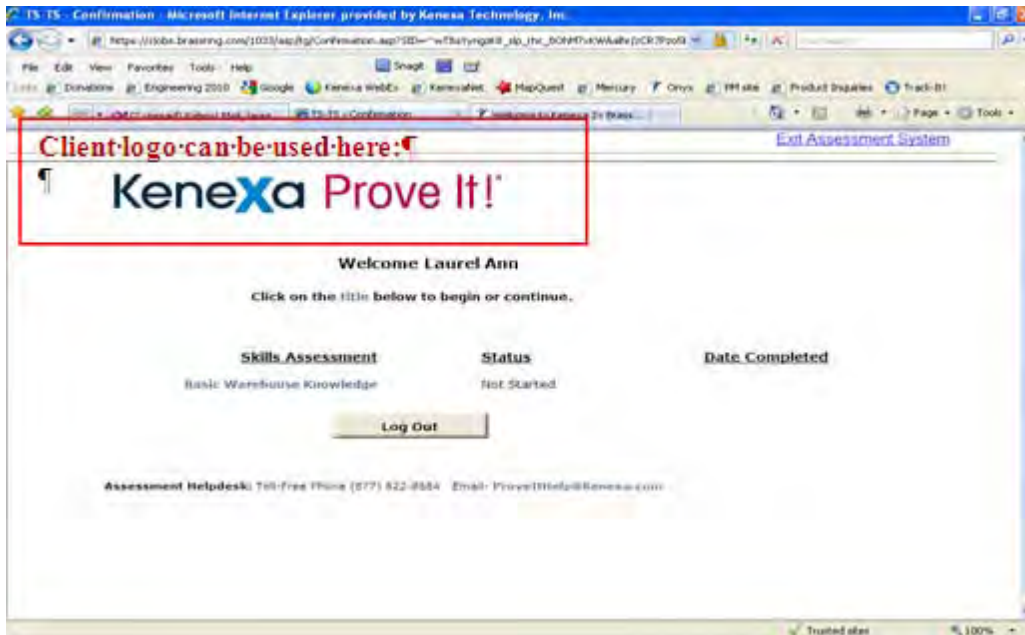 TS-TS - Confirmation - Microsoft Internet Explorer provided by Kenexa Technology, Inc.
File Edit View Favorites Tools Help SnagIt
Donations Engineering 2010 Google Kenexa WebEx KenexaNet MapQuest Mercury Onyx Product Inquiries Track-It!
TS-TS - Confirmation Page Tools
Exit Assessment System
Client·logo·can·be·used·here:¶
¶
Kenexa Prove It!
Welcome Laurel Ann
Click on the title below to begin or continue.
Skills Assessment Status Date Completed
Basic Warehouse Knowledge Not Started
Log Out
Assessment Helpdesk: Toll-Free Phone (877) 822-8684 Email: ProveItHelp@Kenexa.com
Trusted sites 100%